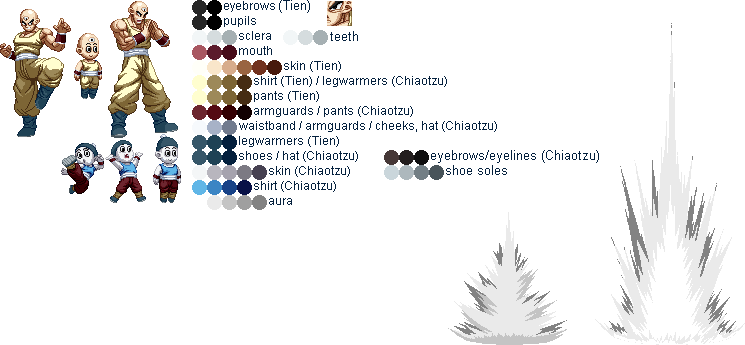 eyebrows (Tien)
pupils
sclera teeth
mouth
skin (Tien)
shirt (Tien) / legwarmers (Chiaotzu)
pants (Tien)
armguards / pants (Chiaotzu)
waistband / armguards / cheeks, hat (Chiaotzu)
legwarmers (Tien)
shoes / hat (Chiaotzu) eyebrows/eyelines (Chiaotzu)
skin (Chiaotzu) shoe soles
shirt (Chiaotzu)
aura